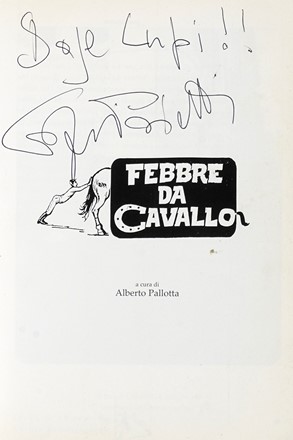 Daje Lupi!!
FEBBRE
DA
CAVALLO
a cura di
Alberto Pallotta